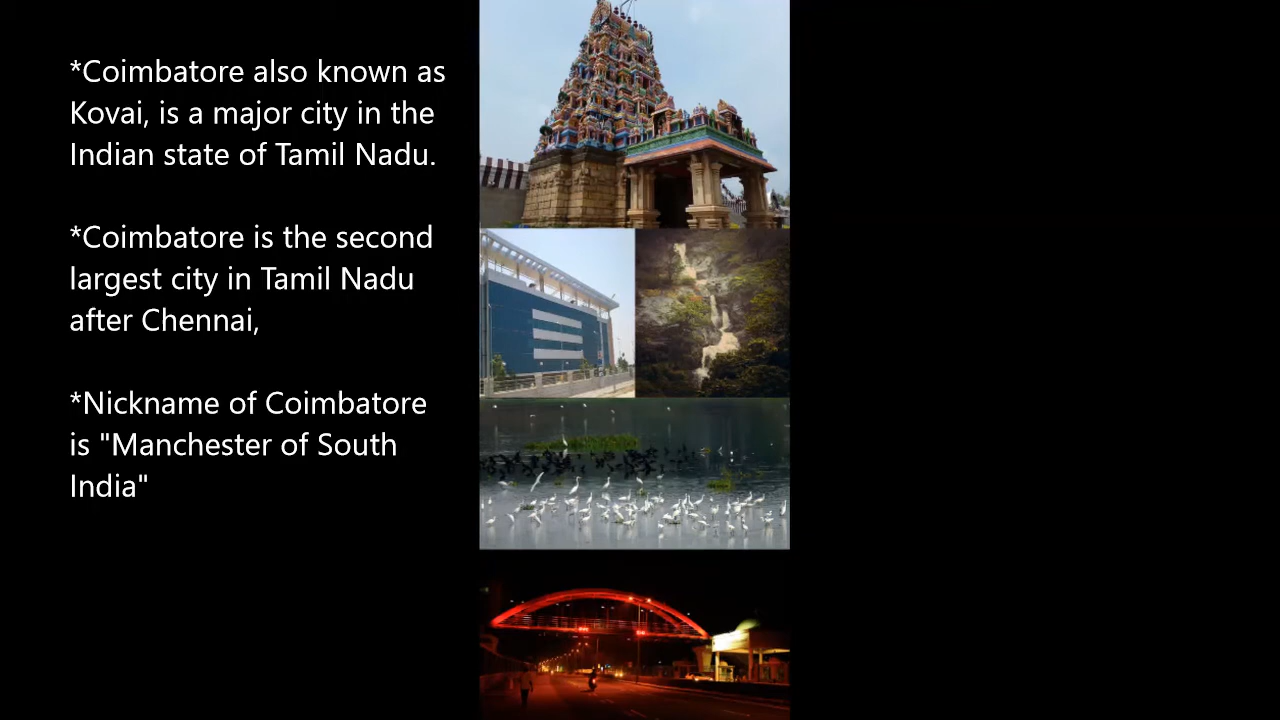 *Coimbatore also known as
Kovai, is a major city in the
Indian state of Tamil Nadu.
*Coimbatore is the second
largest city in Tamil Nadu
after Chennai,
*Nickname of Coimbatore
is "Manchester of South
India"